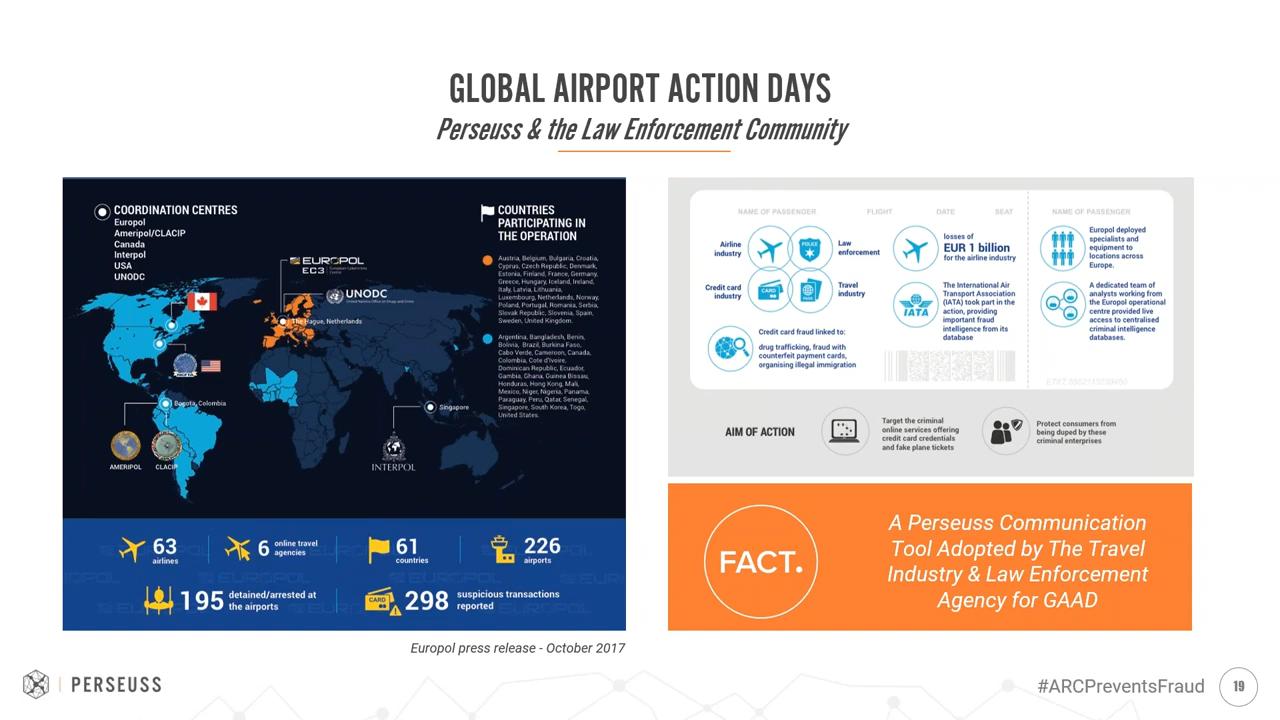 GLOBAL AIRPORT ACTION DAYS
Perseuss & the Law Enforcement Community
COORDINATION CENTRES
Europol
Ameripol/CLACIP
Canada
Interpol
USA
UNODC
EUROPOL
EC3
UNODC
The Hague, Netherlands
Bogota, Colombia
AMERIPOL
CLACIP
Singapore
INTERPOL
COUNTRIES
PARTICIPATING IN
THE OPERATION
Austria, Belgium, Bulgaria, Croatia,
Cyprus, Czech Republic, Denmark,
Estonia, Finland, France, Germany,
Greece, Hungary, Iceland, Ireland,
Italy, Latvia, Lithuania,
Luxembourg, Netherlands, Norway,
Poland, Portugal, Romania, Serbia,
Slovak Republic, Slovenia, Spain,
Sweden, United Kingdom.
Argentina, Bangladesh, Benin,
Bolivia, Brazil, Burkina Faso,
Cabo Verde, Cameroon, Canada,
Colombia, Cote d'Ivoire,
Dominican Republic, Ecuador,
Gambia, Ghana, Guinea Bissau,
Honduras, Hong Kong, Mali,
Mexico, Niger, Nigeria, Panama,
Paraguay, Peru, Qatar, Senegal,
Singapore, South Korea, Togo,
United States.
63
airlines
6 online travel
agencies
61
countries
226
airports
195 detained/arrested at
the airports
298 suspicious transactions
reported
Europol press release - October 2017
NAME OF PASSENGER FLIGHT DATE SEAT
NAME OF PASSENGER
Airline
industry
POLICE
Law
enforcement
Credit card
industry
CARD
Travel
industry
Credit card fraud linked to:
drug trafficking, fraud with
counterfeit payment cards,
organising illegal immigration
losses of
EUR 1 billion
for the airline industry
IATA
The International Air
Transport Association
(IATA) took part in the
action, providing
important fraud
intelligence from its
database
Europol deployed
specialists and
equipment to
locations across
Europe.
A dedicated team of
analysts working from
the Europol operational
centre provided live
access to centralised
criminal intelligence
databases.
AIM OF ACTION
Target the criminal
online services offering
credit card credentials
and fake plane tickets
Protect consumers from
being duped by these
criminal enterprises
FACT.
A Perseuss Communication
Tool Adopted by The Travel
Industry & Law Enforcement
Agency for GAAD
PERSEUSS
#ARCPreventsFraud
19